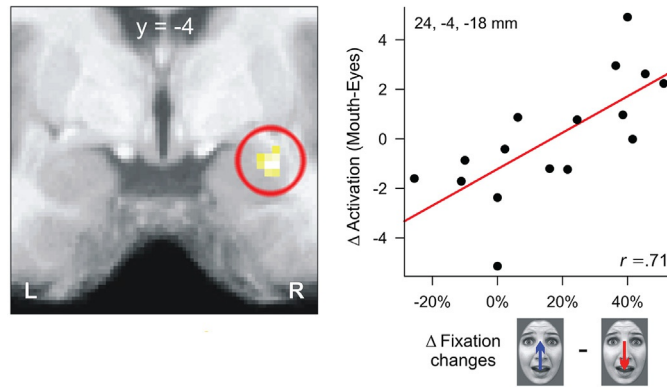 y = -4
L
R
24, -4, -18 mm
Δ Activation (Mouth-Eyes)
4
2
0
-2
-4
r =.71
-20%
0%
20%
40%
Δ Fixation
changes
-